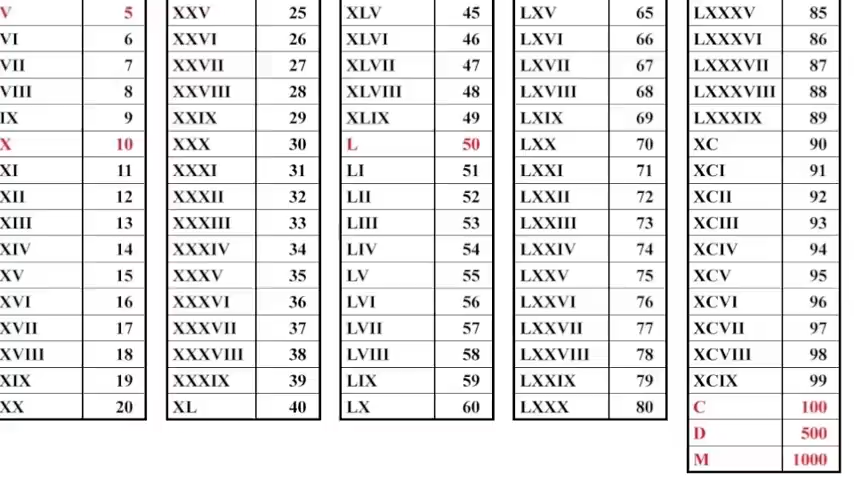 V 5 XXV 25 XLV 45 LXV 65 LXXXV 85
VI 6 XXVI 26 XLVI 46 LXVI 66 LXXXVI 86
VII 7 XXVII 27 XLVII 47 LXVII 67 LXXXVII 87
VIII 8 XXVIII 28 XLVIII 48 LXVIII 68 LXXXVIII 88
IX 9 XXIX 29 XLIX 49 LXIX 69 LXXXIX 89
X 10 XXX 30 L 50 LXX 70 XC 90
XI 11 XXXI 31 LI 51 LXXI 71 XCI 91
XII 12 XXXII 32 LII 52 LXXII 72 XCII 92
XIII 13 XXXIII 33 LIII 53 LXXIII 73 XCIII 93
XIV 14 XXXIV 34 LIV 54 LXXIV 74 XCIV 94
XV 15 XXXV 35 LV 55 LXXV 75 XCV 95
XVI 16 XXXVI 36 LVI 56 LXXVI 76 XCVI 96
XVII 17 XXXVII 37 LVII 57 LXXVII 77 XCVII 97
XVIII 18 XXXVIII 38 LVIII 58 LXXVIII 78 XCVIII 98
XIX 19 XXXIX 39 LIX 59 LXXIX 79 XCIX 99
XX 20 XL 40 LX 60 LXXX 80 C 100
D 500
M 1000